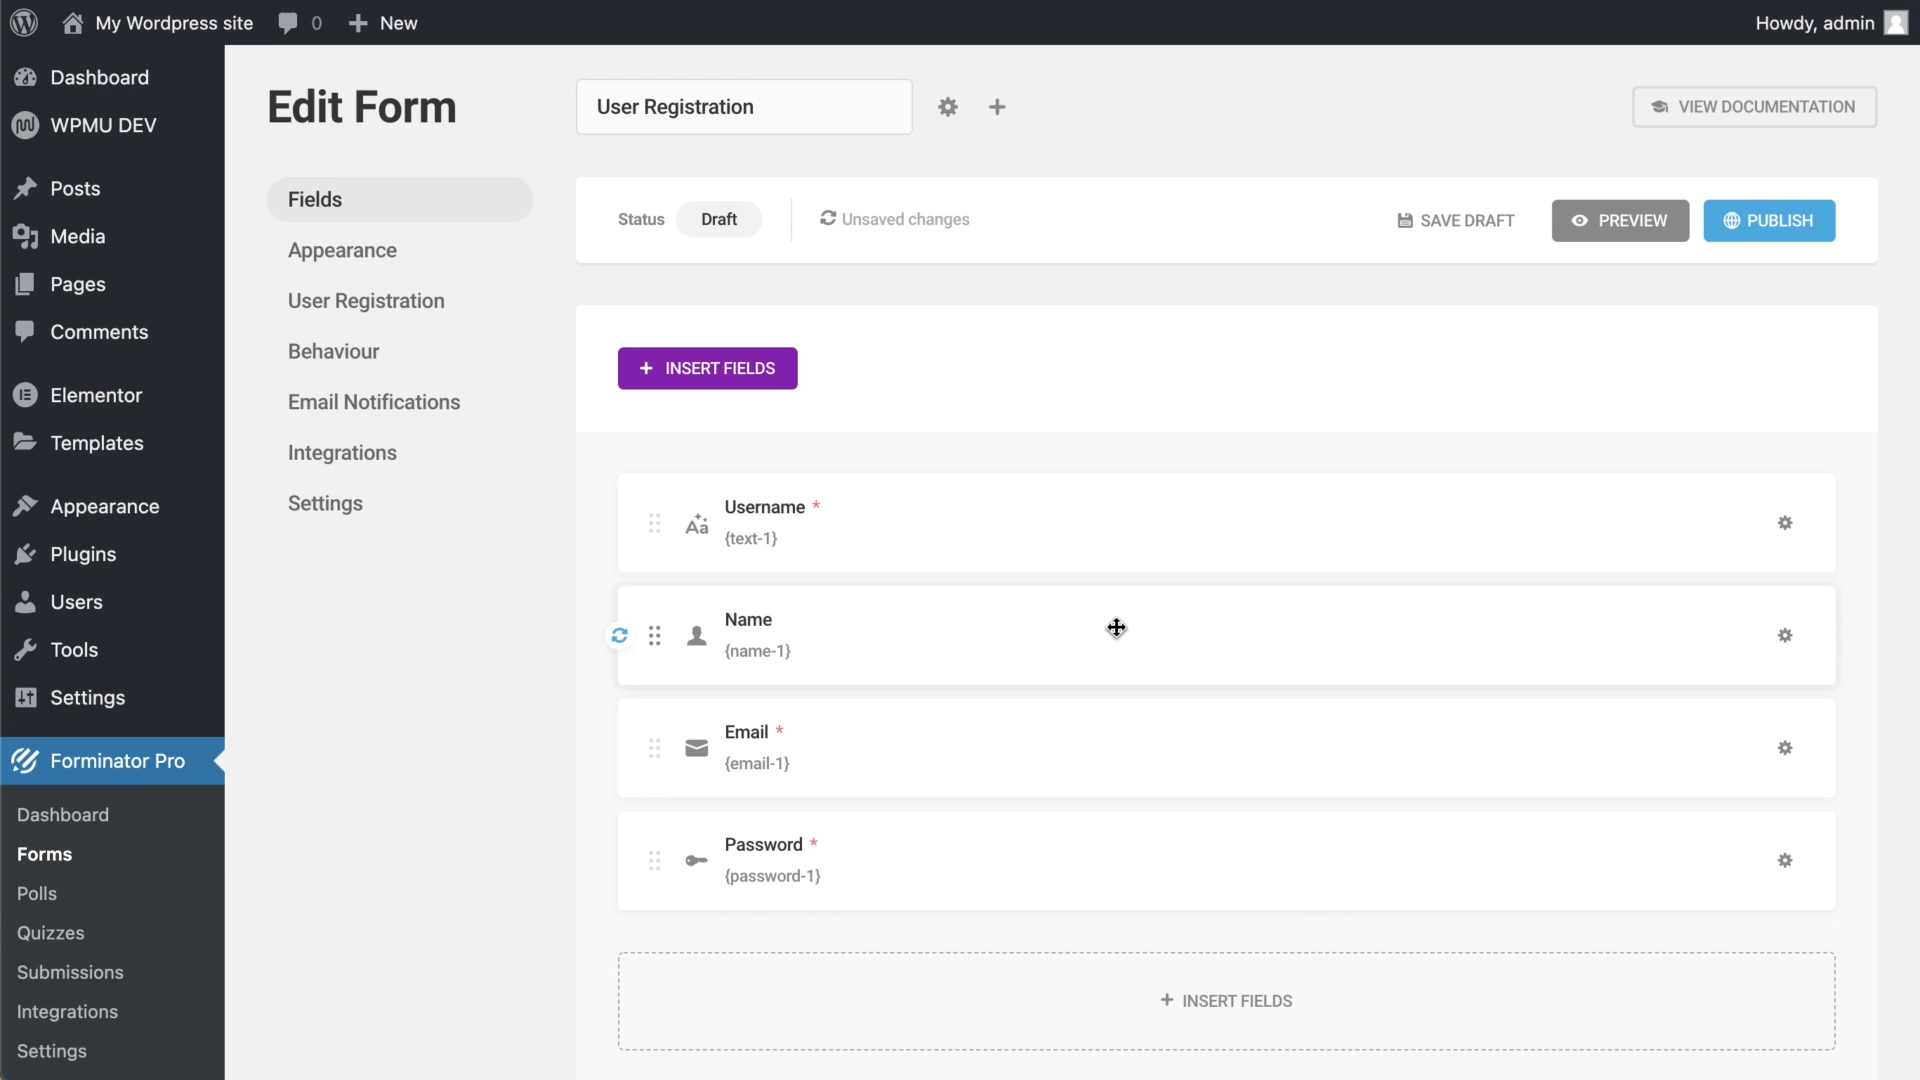 My Wordpress site
0
New
Howdy, admin
Dashboard
WPMU DEV
Posts
Media
Pages
Comments
Elementor
Templates
Appearance
Plugins
Users
Tools
Settings
Forminator Pro
Dashboard
Forms
Polls
Quizzes
Submissions
Integrations
Settings
Edit Form
User Registration
VIEW DOCUMENTATION
Fields
Appearance
User Registration
Behaviour
Email Notifications
Integrations
Settings
Status Draft
Unsaved changes
SAVE DRAFT
PREVIEW
PUBLISH
+ INSERT FIELDS
Aa
Username *
{text-1}
Name
{name-1}
Email *
{email-1}
Password *
{password-1}
+ INSERT FIELDS